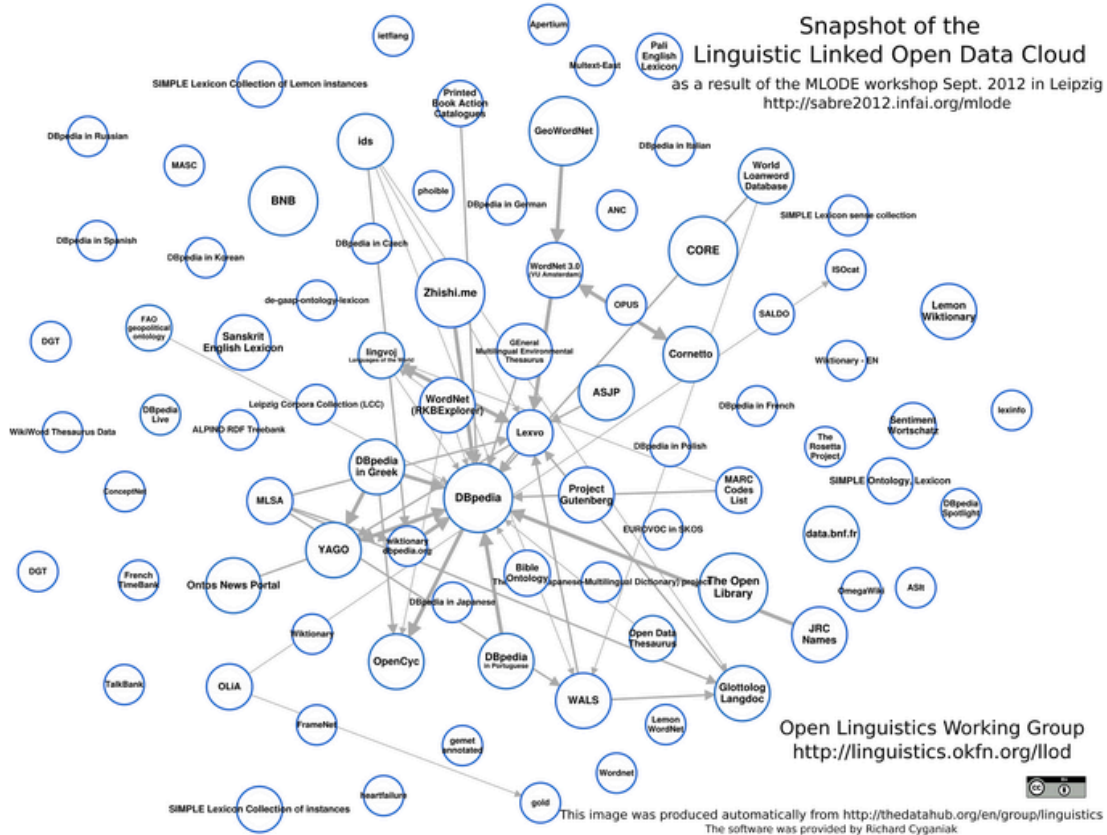 Snapshot of the
Linguistic Linked Open Data Cloud
as a result of the MLODE workshop Sept. 2012 in Leipzig
http://sabre2012.infai.org/mlode
Apertium
ietflang
Multext-East
Pali
English
Lexicon
SIMPLE Lexicon Collection of Lemon instances
Printed
Book Action
Catalogues
GeoWordNet
DBpedia in Russian
ids
DBpedia in Italian
MASC
World
Loanword
Database
BNB
phoible
DBpedia in German
ANC
SIMPLE Lexicon sense collection
DBpedia in Spanish
DBpedia in Korean
DBpedia in Czech
CORE
WordNet 3.0
(VU Amsterdam)
ISOcat
Zhishi.me
de-gaap-ontology-lexicon
OPUS
SALDO
Lemon
Wiktionary
FAO
geopolitical
ontology
DGT
Sanskrit
English Lexicon
lingvoj
Languages of the World
GEneral
Multilingual Environmental
Thesaurus
Cornetto
Wiktionary - EN
ASJP
WordNet
(RKBExplorer)
Leipzig Corpora Collection (LCC)
DBpedia in French
DBpedia
Live
lexinfo
WikiWord Thesaurus Data
ALPINO RDF Treebank
Lexvo
Sentiment
Wortschatz
DBpedia in Polish
The
Rosetta
Project
DBpedia
in Greek
SIMPLE Ontology, Lexicon
ConceptNet
MLSA
DBpedia
Project
Gutenberg
MARC
Codes
List
DBpedia
Spotlight
EUROVOC in SKOS
data.bnf.fr
YAGO
wiktionary
dbpedia.org
DGT
French
TimeBank
Ontos News Portal
Bible
Ontology
Japanese-Multilingual Dictionary) project
The Open
Library
OmegaWiki
ASIt
DBpedia in Japanese
Wiktionary
Open Data
Thesaurus
JRC
Names
OpenCyc
DBpedia
in Portuguese
TalkBank
OLiA
WALS
Glottolog
Langdoc
FrameNet
Lemon
WordNet
gemet
annotated
Open Linguistics Working Group
http://linguistics.okfn.org/llod
Wordnet
heartfailure
SIMPLE Lexicon Collection of instances
gold
cc
This image was produced automatically from http://thedatahub.org/en/group/linguistics
The software was provided by Richard Cyganiak